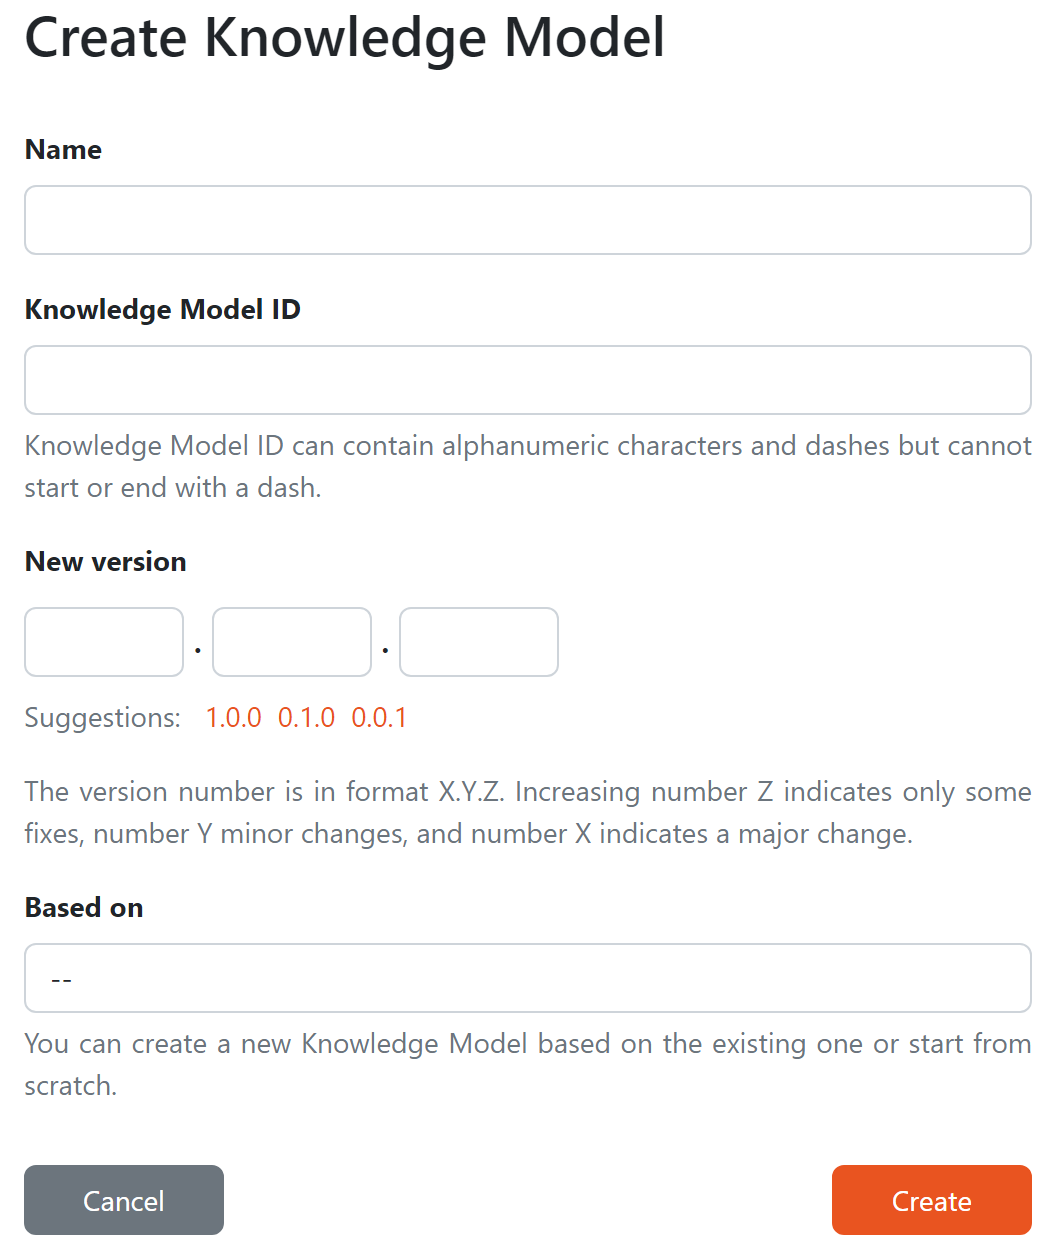 Create Knowledge Model
Name
Knowledge Model ID
Knowledge Model ID can contain alphanumeric characters and dashes but cannot
start or end with a dash.
New version
. .
Suggestions: 1.0.0 0.1.0 0.0.1
The version number is in format X.Y.Z. Increasing number Z indicates only some
fixes, number Y minor changes, and number X indicates a major change.
Based on
--
You can create a new Knowledge Model based on the existing one or start from
scratch.
Cancel Create